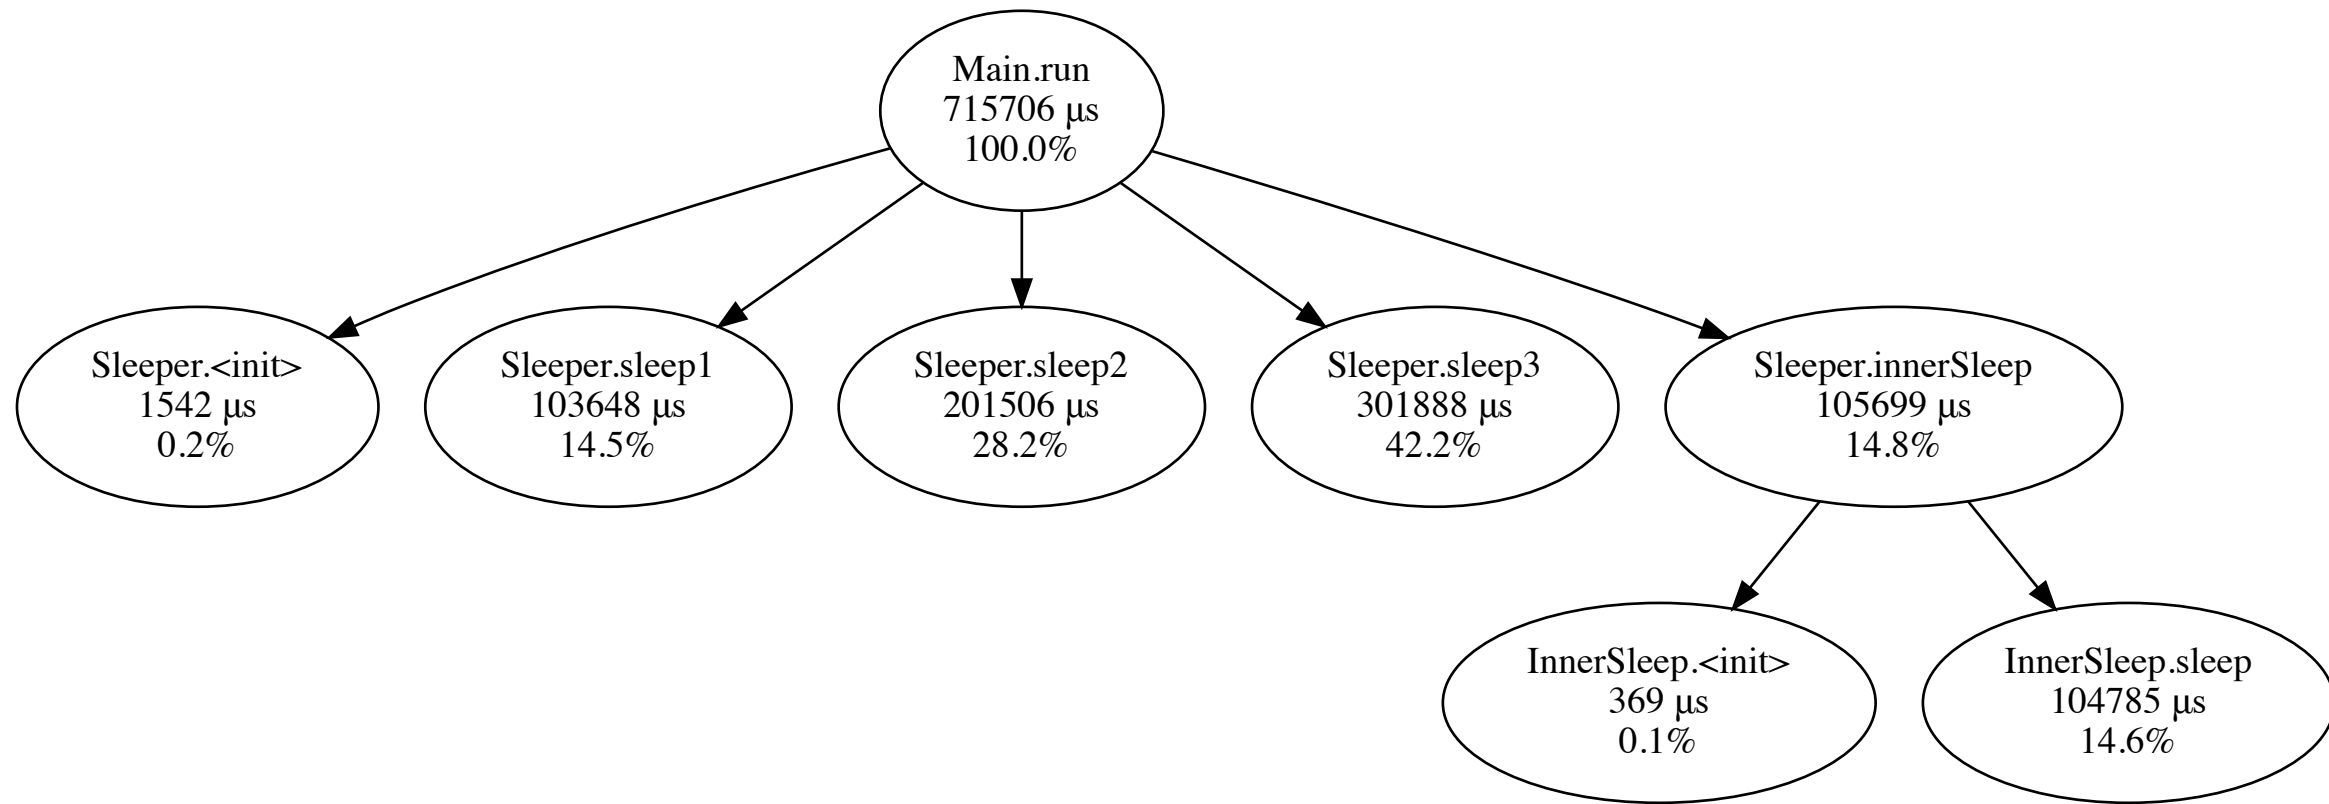 Main.run
715706 µs
100.0%
Sleeper.<init>
1542 µs
0.2%
Sleeper.sleep1
103648 µs
14.5%
Sleeper.sleep2
201506 µs
28.2%
Sleeper.sleep3
301888 µs
42.2%
Sleeper.innerSleep
105699 µs
14.8%
InnerSleep.<init>
369 µs
0.1%
InnerSleep.sleep
104785 µs
14.6%